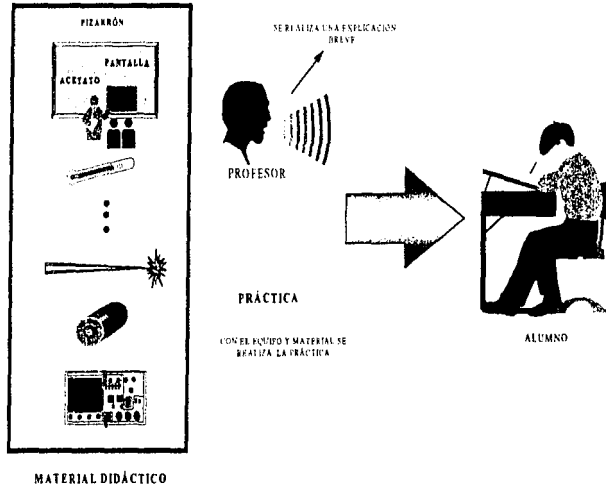 PIZARRÓN
PANTALLA
ACETATO
SE REALIZA UNA EXPLICACIÓN
BREVE
PROFESOR
PRÁCTICA
CON EL EQUIPO Y MATERIAL SE
REALIZA LA PRÁCTICA
ALUMNO
MATERIAL DIDÁCTICO